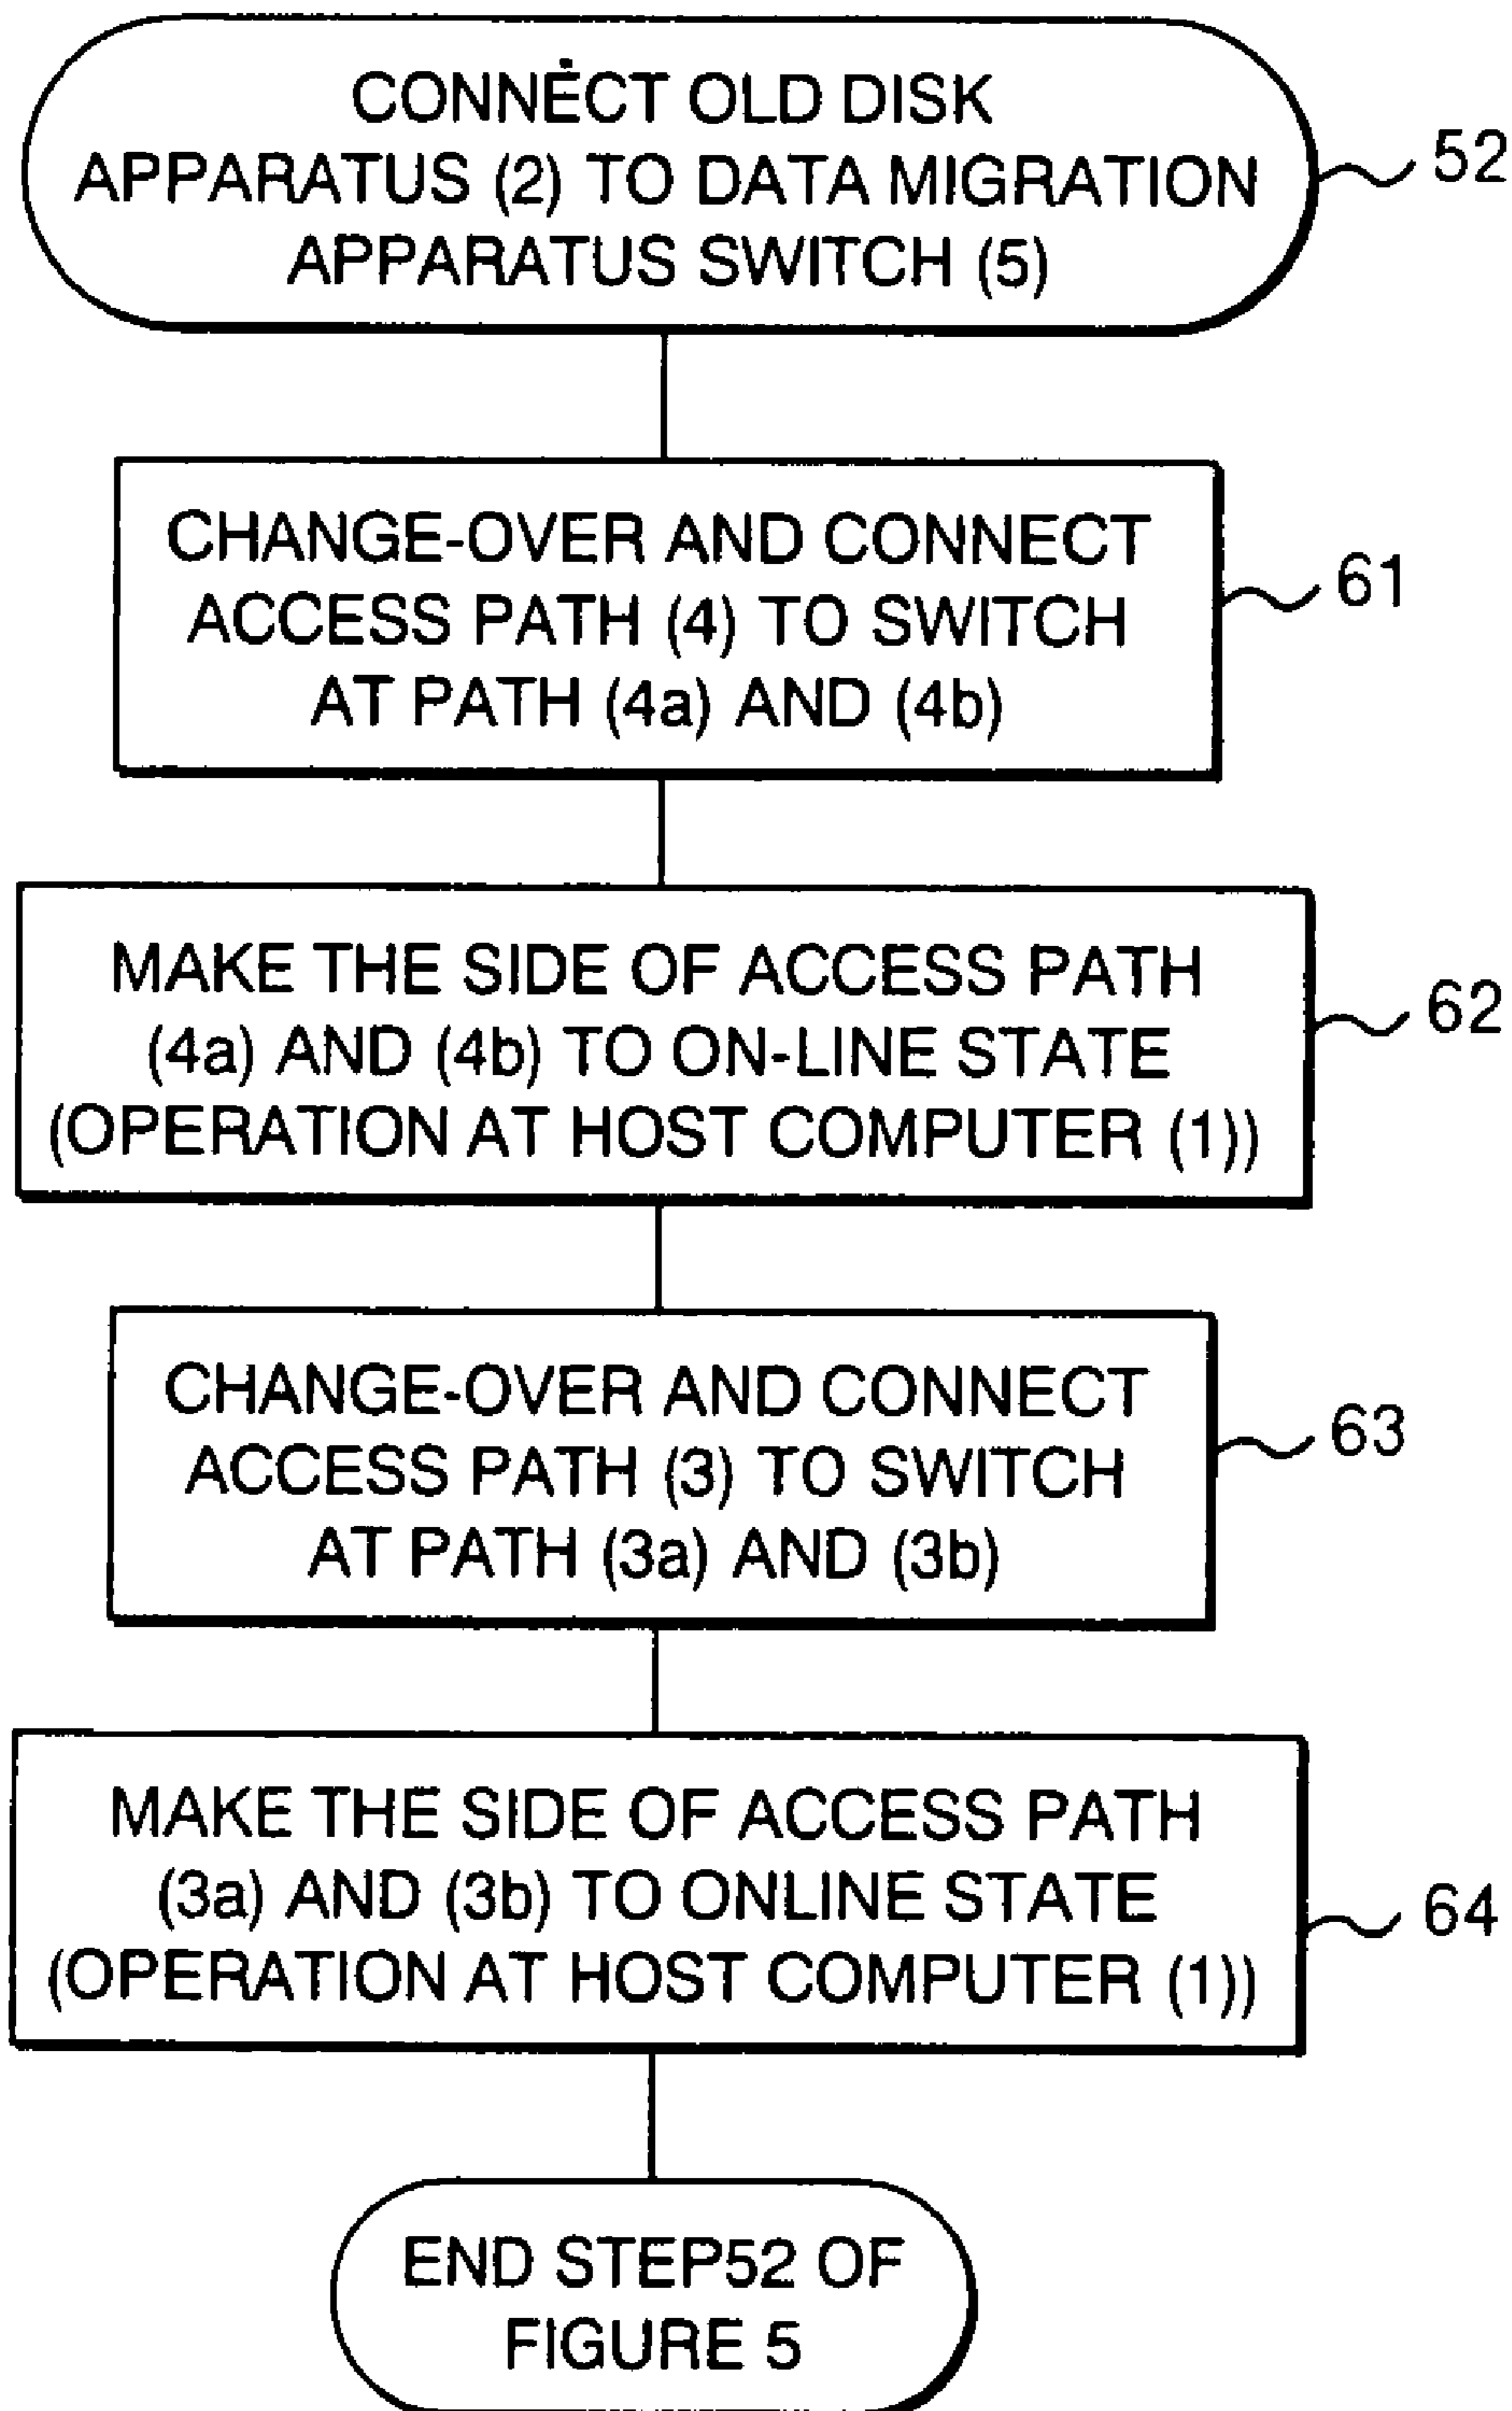 CONNECT OLD DISK
APPARATUS (2) TO DATA MIGRATION
APPARATUS SWITCH (5)
52
CHANGE-OVER AND CONNECT
ACCESS PATH (4) TO SWITCH
AT PATH (4a) AND (4b)
61
MAKE THE SIDE OF ACCESS PATH
(4a) AND (4b) TO ON-LINE STATE
(OPERATION AT HOST COMPUTER (1))
62
CHANGE-OVER AND CONNECT
ACCESS PATH (3) TO SWITCH
AT PATH (3a) AND (3b)
63
MAKE THE SIDE OF ACCESS PATH
(3a) AND (3b) TO ONLINE STATE
(OPERATION AT HOST COMPUTER (1))
64
END STEP52 OF
FIGURE 5